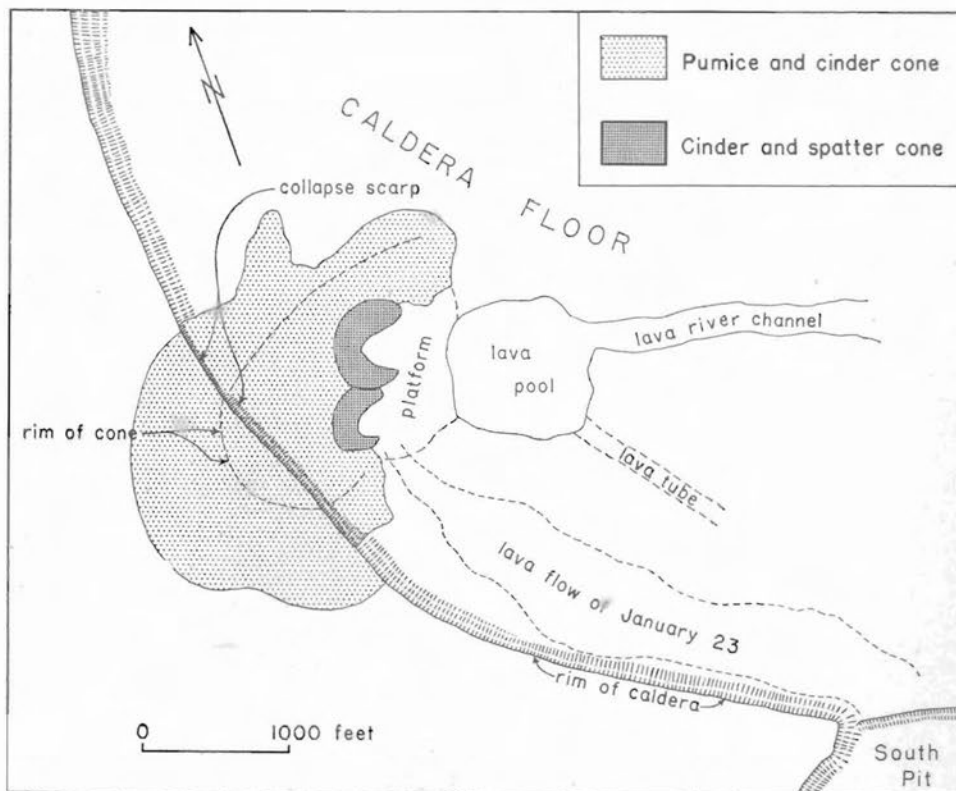 Pumice and cinder cone
Cinder and spatter cone
CALDERA
FLOOR
collapse scarp
lava river channel
lava
pool
platform
rim of cone
lava tube
lava flow of January 23
rim of caldera
0 1000 feet
South
Pit